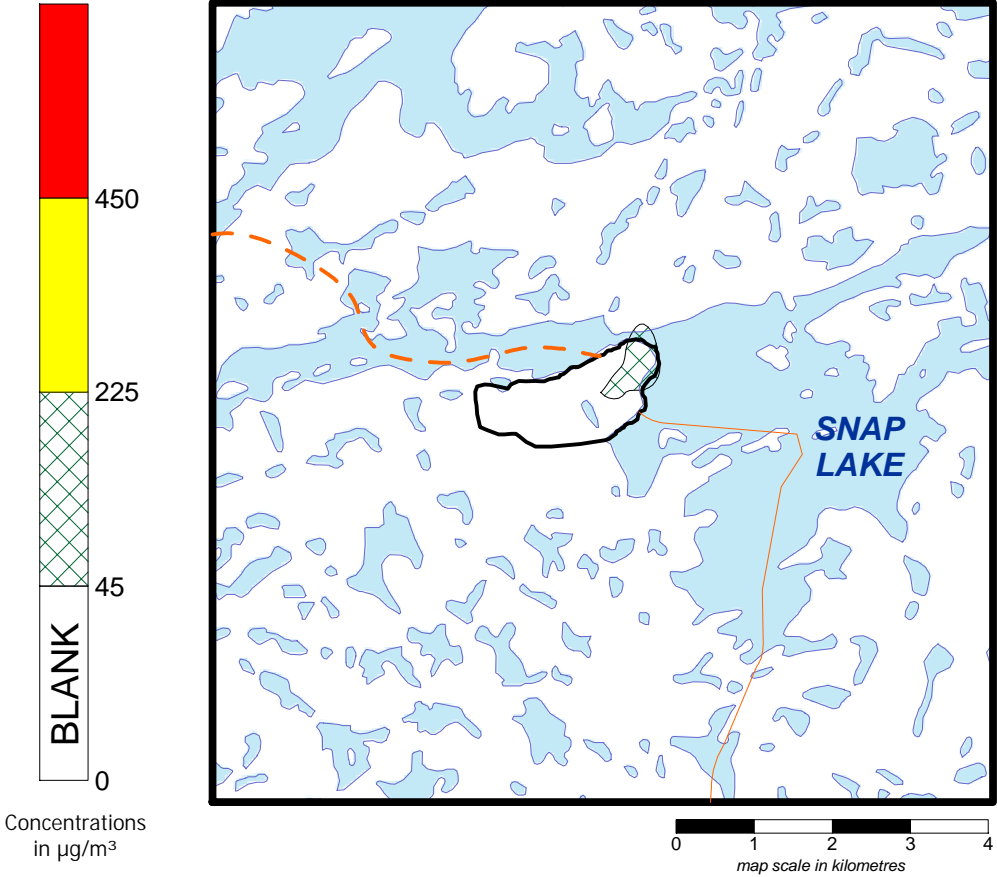 450
225
45
BLANK
0
Concentrations
in µg/m³
SNAP
LAKE
0 1 2 3 4
map scale in kilometres